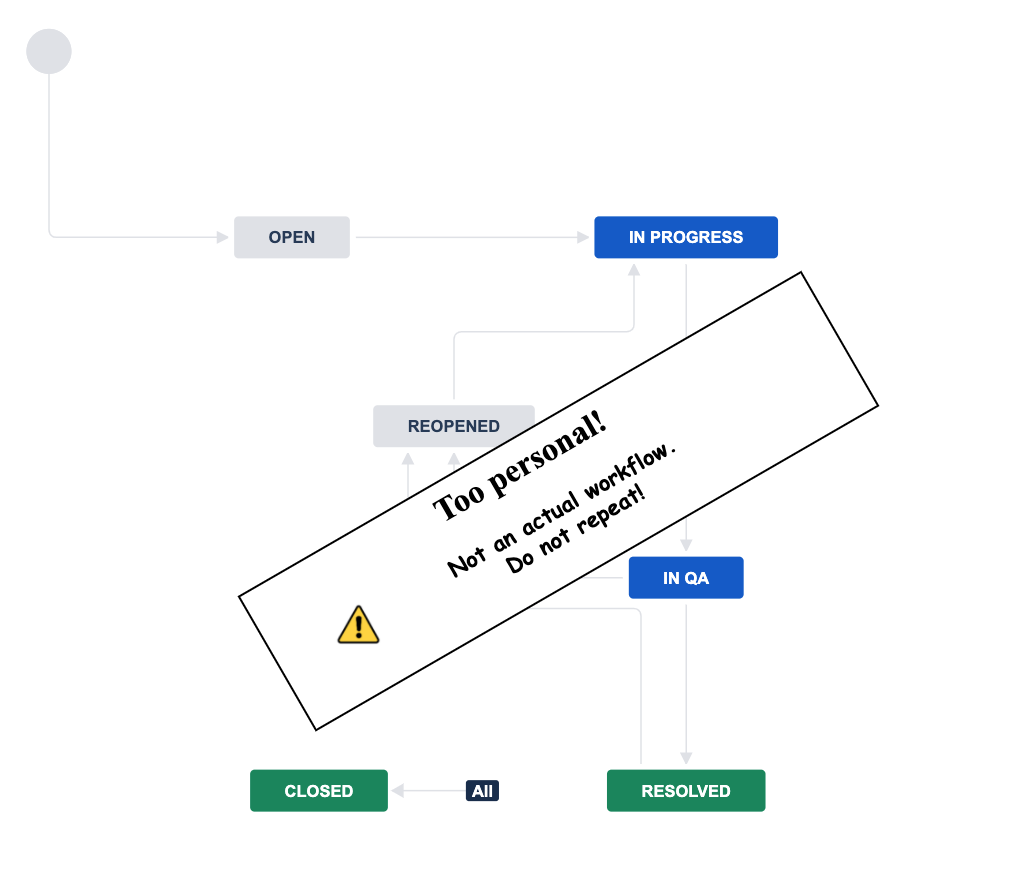 OPEN
IN PROGRESS
REOPENED
Too personal!
Not an actual workflow.
Do not repeat!
IN QA
CLOSED
All
RESOLVED